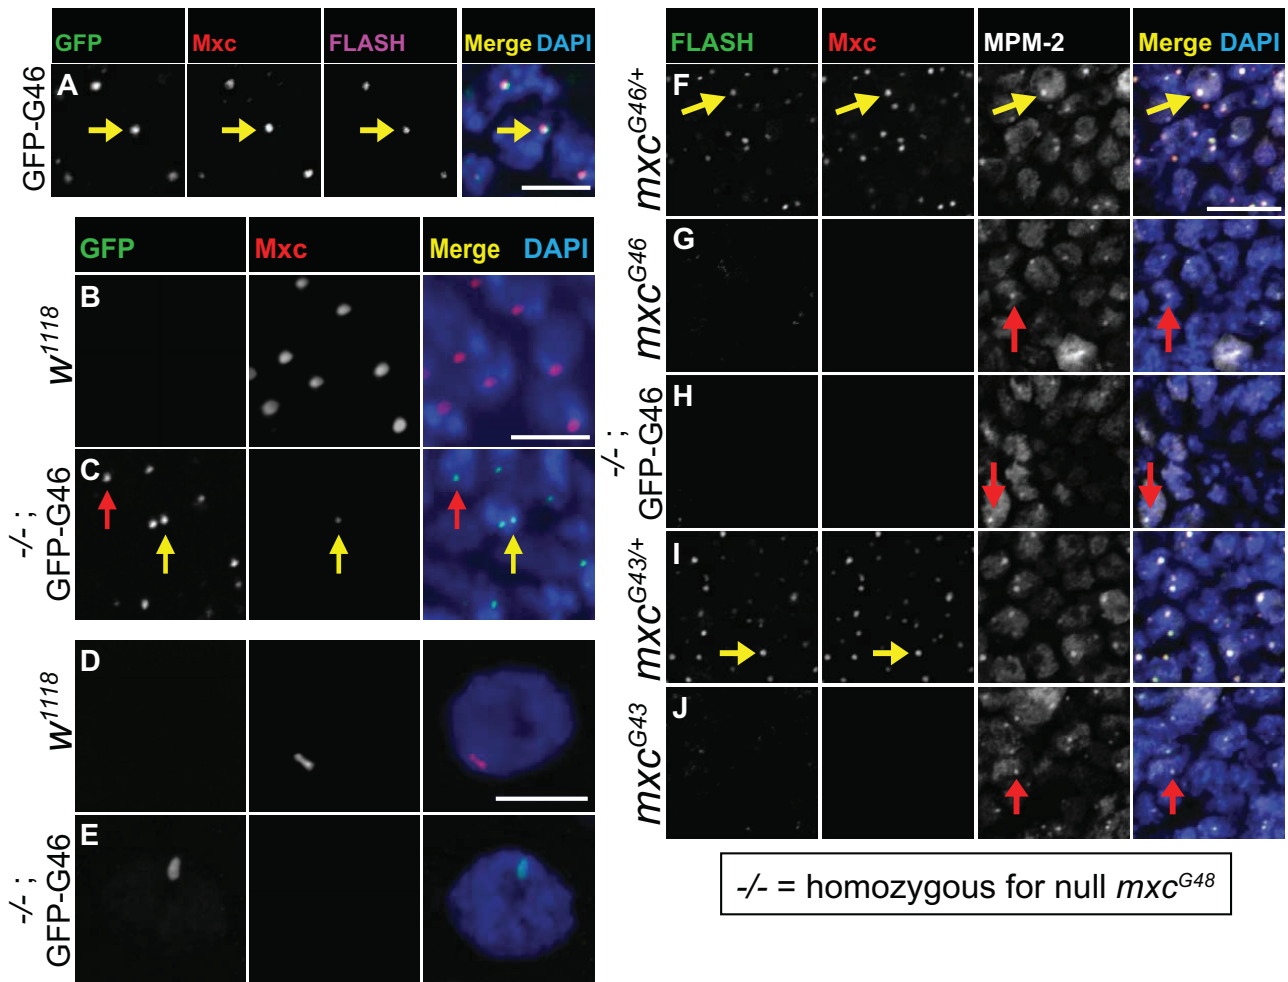 GFP Mxc FLASH Merge DAPI
GFP-G46
A
GFP Mxc Merge DAPI
w1118
B
-/- ;
GFP-G46
C
w1118
D
-/- ;
GFP-G46
E
FLASH Mxc MPM-2 Merge DAPI
mxcG46/+
F
mxcG46
G
-/- ;
GFP-G46
H
mxcG43/+
I
mxcG43
J
-/- = homozygous for null mxcG48